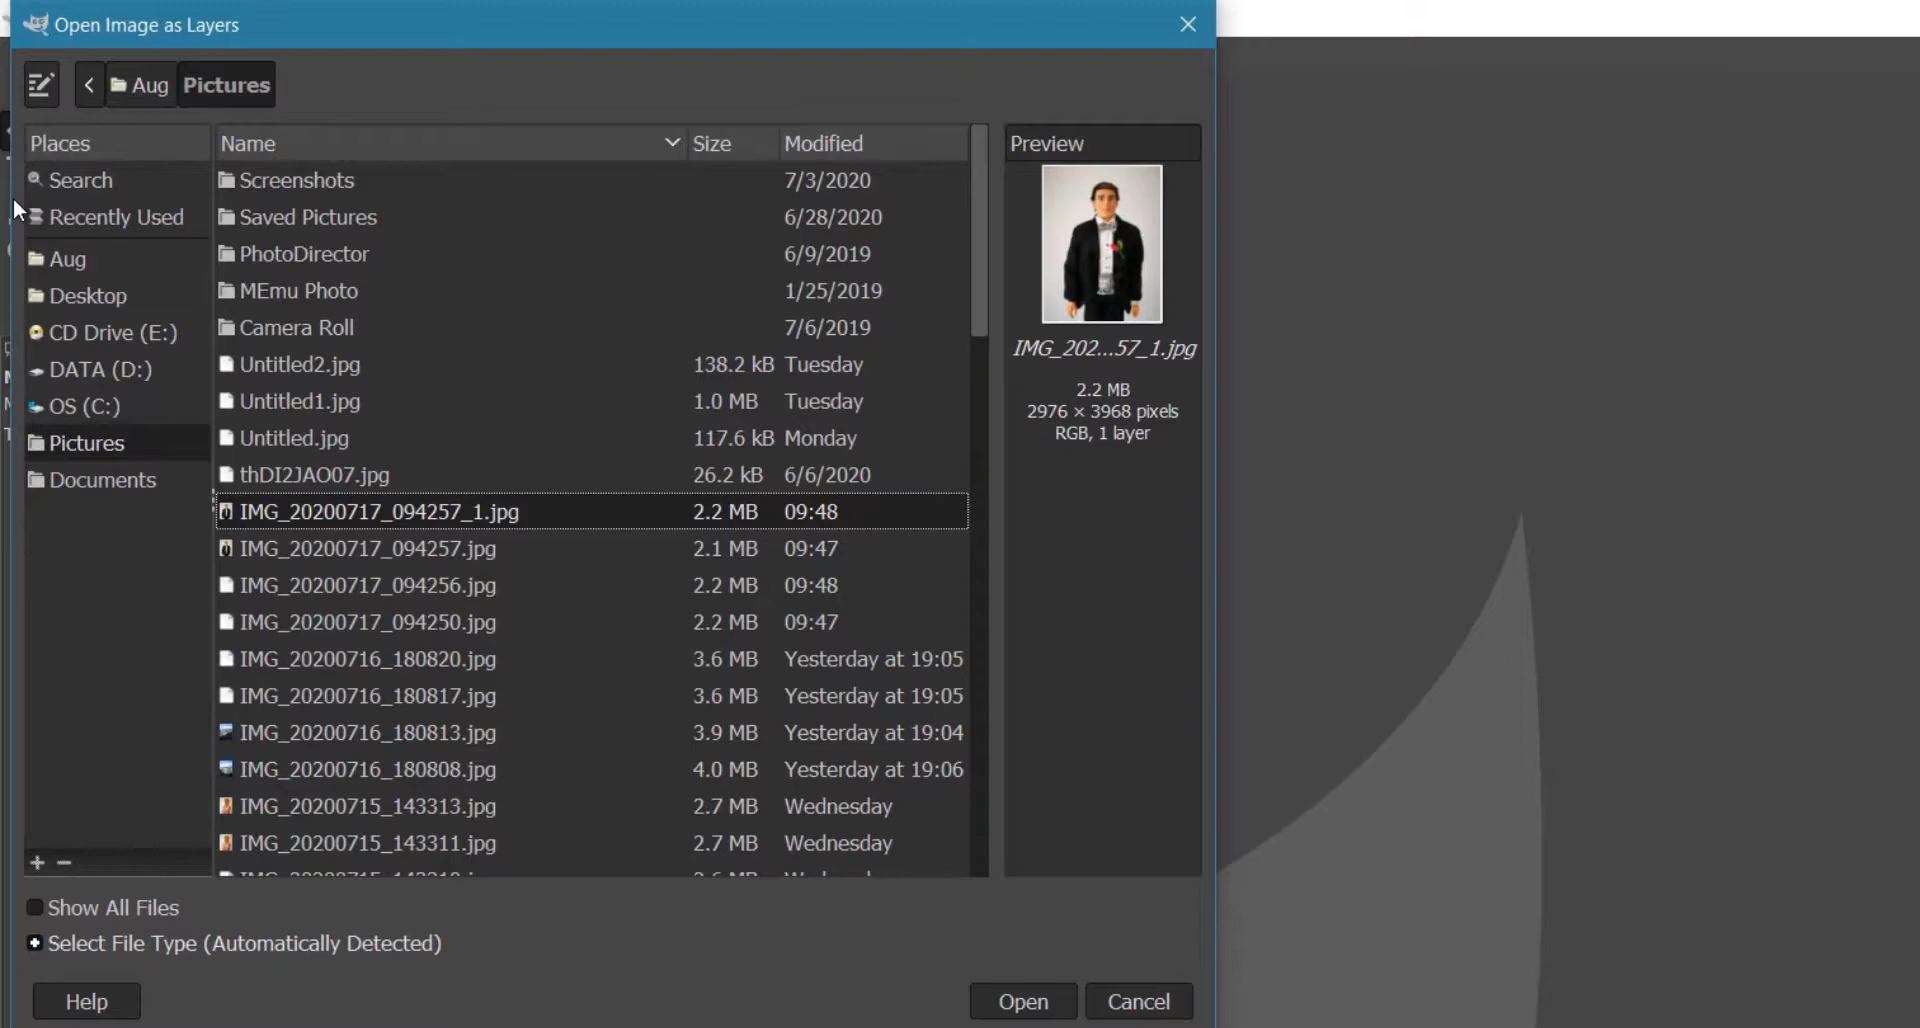 Open Image as Layers
Aug Pictures
Places
Search
Recently Used
Aug
Desktop
CD Drive (E:)
DATA (D:)
OS (C:)
Pictures
Documents
Name Size Modified
Screenshots 7/3/2020
Saved Pictures 6/28/2020
PhotoDirector 6/9/2019
MEmu Photo 1/25/2019
Camera Roll 7/6/2019
Untitled2.jpg 138.2 kB Tuesday
Untitled1.jpg 1.0 MB Tuesday
Untitled.jpg 117.6 kB Monday
thDI2JAO07.jpg 26.2 kB 6/6/2020
IMG_20200717_094257_1.jpg 2.2 MB 09:48
IMG_20200717_094257.jpg 2.1 MB 09:47
IMG_20200717_094256.jpg 2.2 MB 09:48
IMG_20200717_094250.jpg 2.2 MB 09:47
IMG_20200716_180820.jpg 3.6 MB Yesterday at 19:05
IMG_20200716_180817.jpg 3.6 MB Yesterday at 19:05
IMG_20200716_180813.jpg 3.9 MB Yesterday at 19:04
IMG_20200716_180808.jpg 4.0 MB Yesterday at 19:06
IMG_20200715_143313.jpg 2.7 MB Wednesday
IMG_20200715_143311.jpg 2.7 MB Wednesday
Preview
IMG_202...57_1.jpg
2.2 MB
2976 × 3968 pixels
RGB, 1 layer
Show All Files
Select File Type (Automatically Detected)
Help Open Cancel